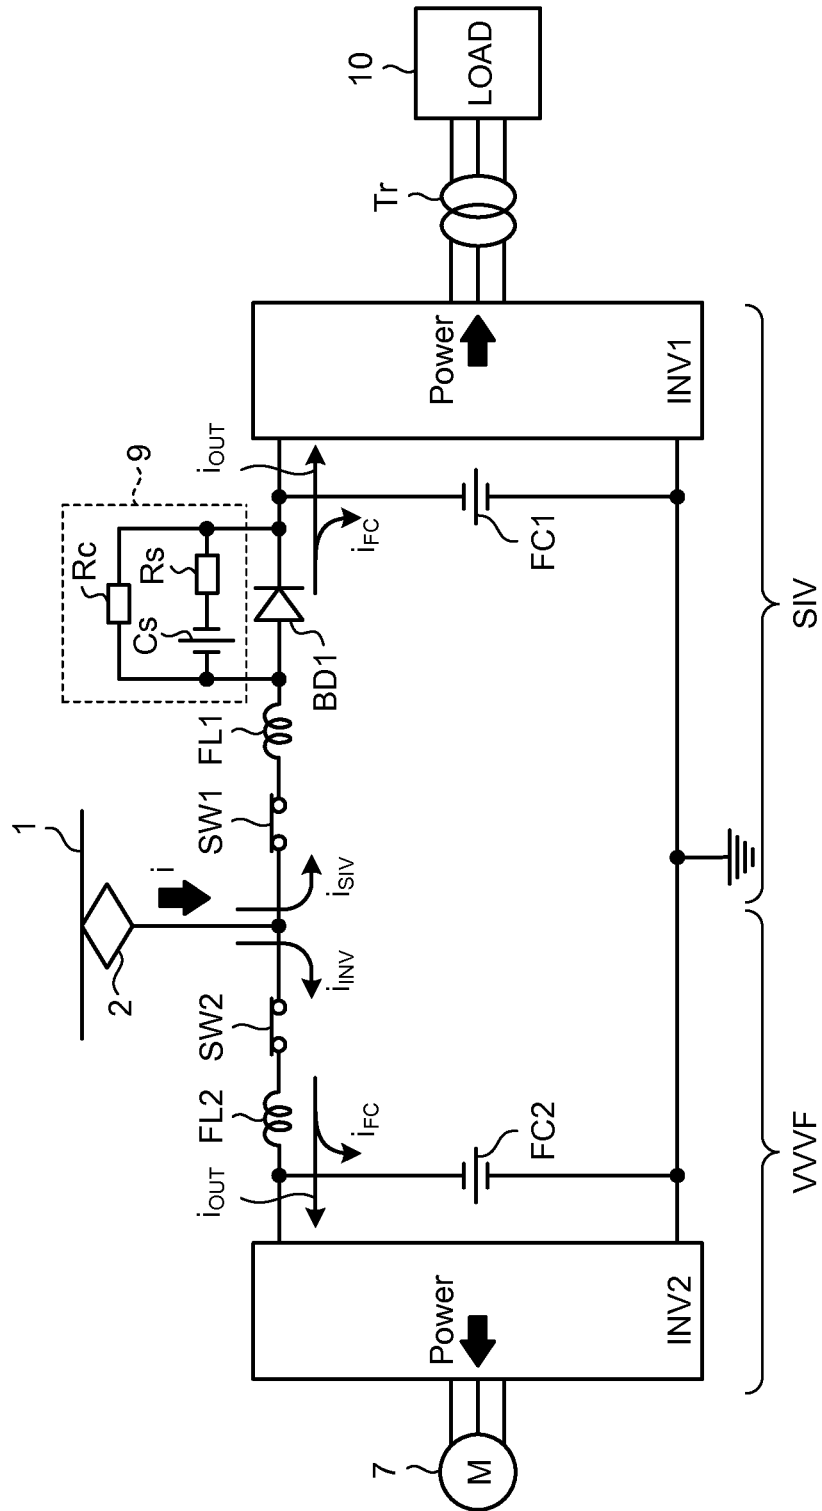 1
2
i
9
Rc
Rs
Cs
BD1
FL1
SW1
iSIV
iINV
SW2
FL2
iOUT
iFC
iOUT
iFC
FC2
FC1
Power
INV2
Power
INV1
7
M
Tr
10
LOAD
VVVF
SIV